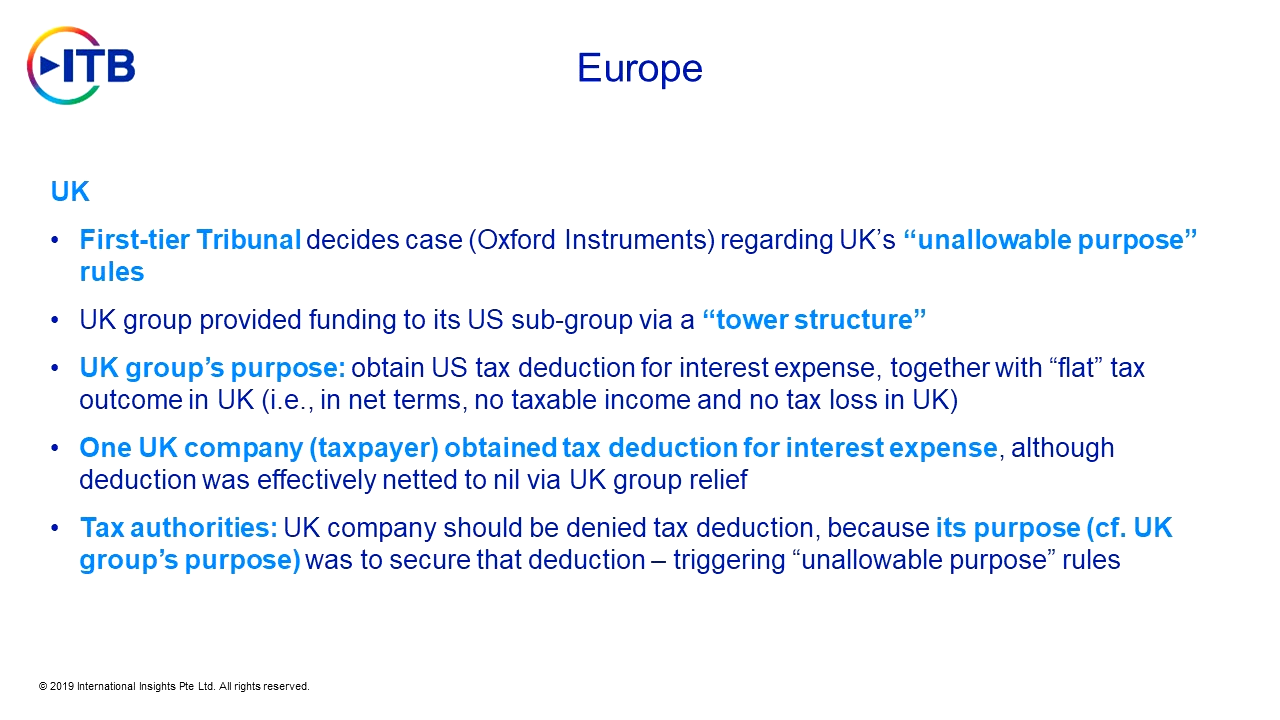 ITB
Europe
UK
• First-tier Tribunal decides case (Oxford Instruments) regarding UK’s “unallowable purpose”
rules
• UK group provided funding to its US sub-group via a “tower structure”
• UK group’s purpose: obtain US tax deduction for interest expense, together with “flat” tax
outcome in UK (i.e., in net terms, no taxable income and no tax loss in UK)
• One UK company (taxpayer) obtained tax deduction for interest expense, although
deduction was effectively netted to nil via UK group relief
• Tax authorities: UK company should be denied tax deduction, because its purpose (cf. UK
group’s purpose) was to secure that deduction – triggering “unallowable purpose” rules
© 2019 International Insights Pte Ltd. All rights reserved.